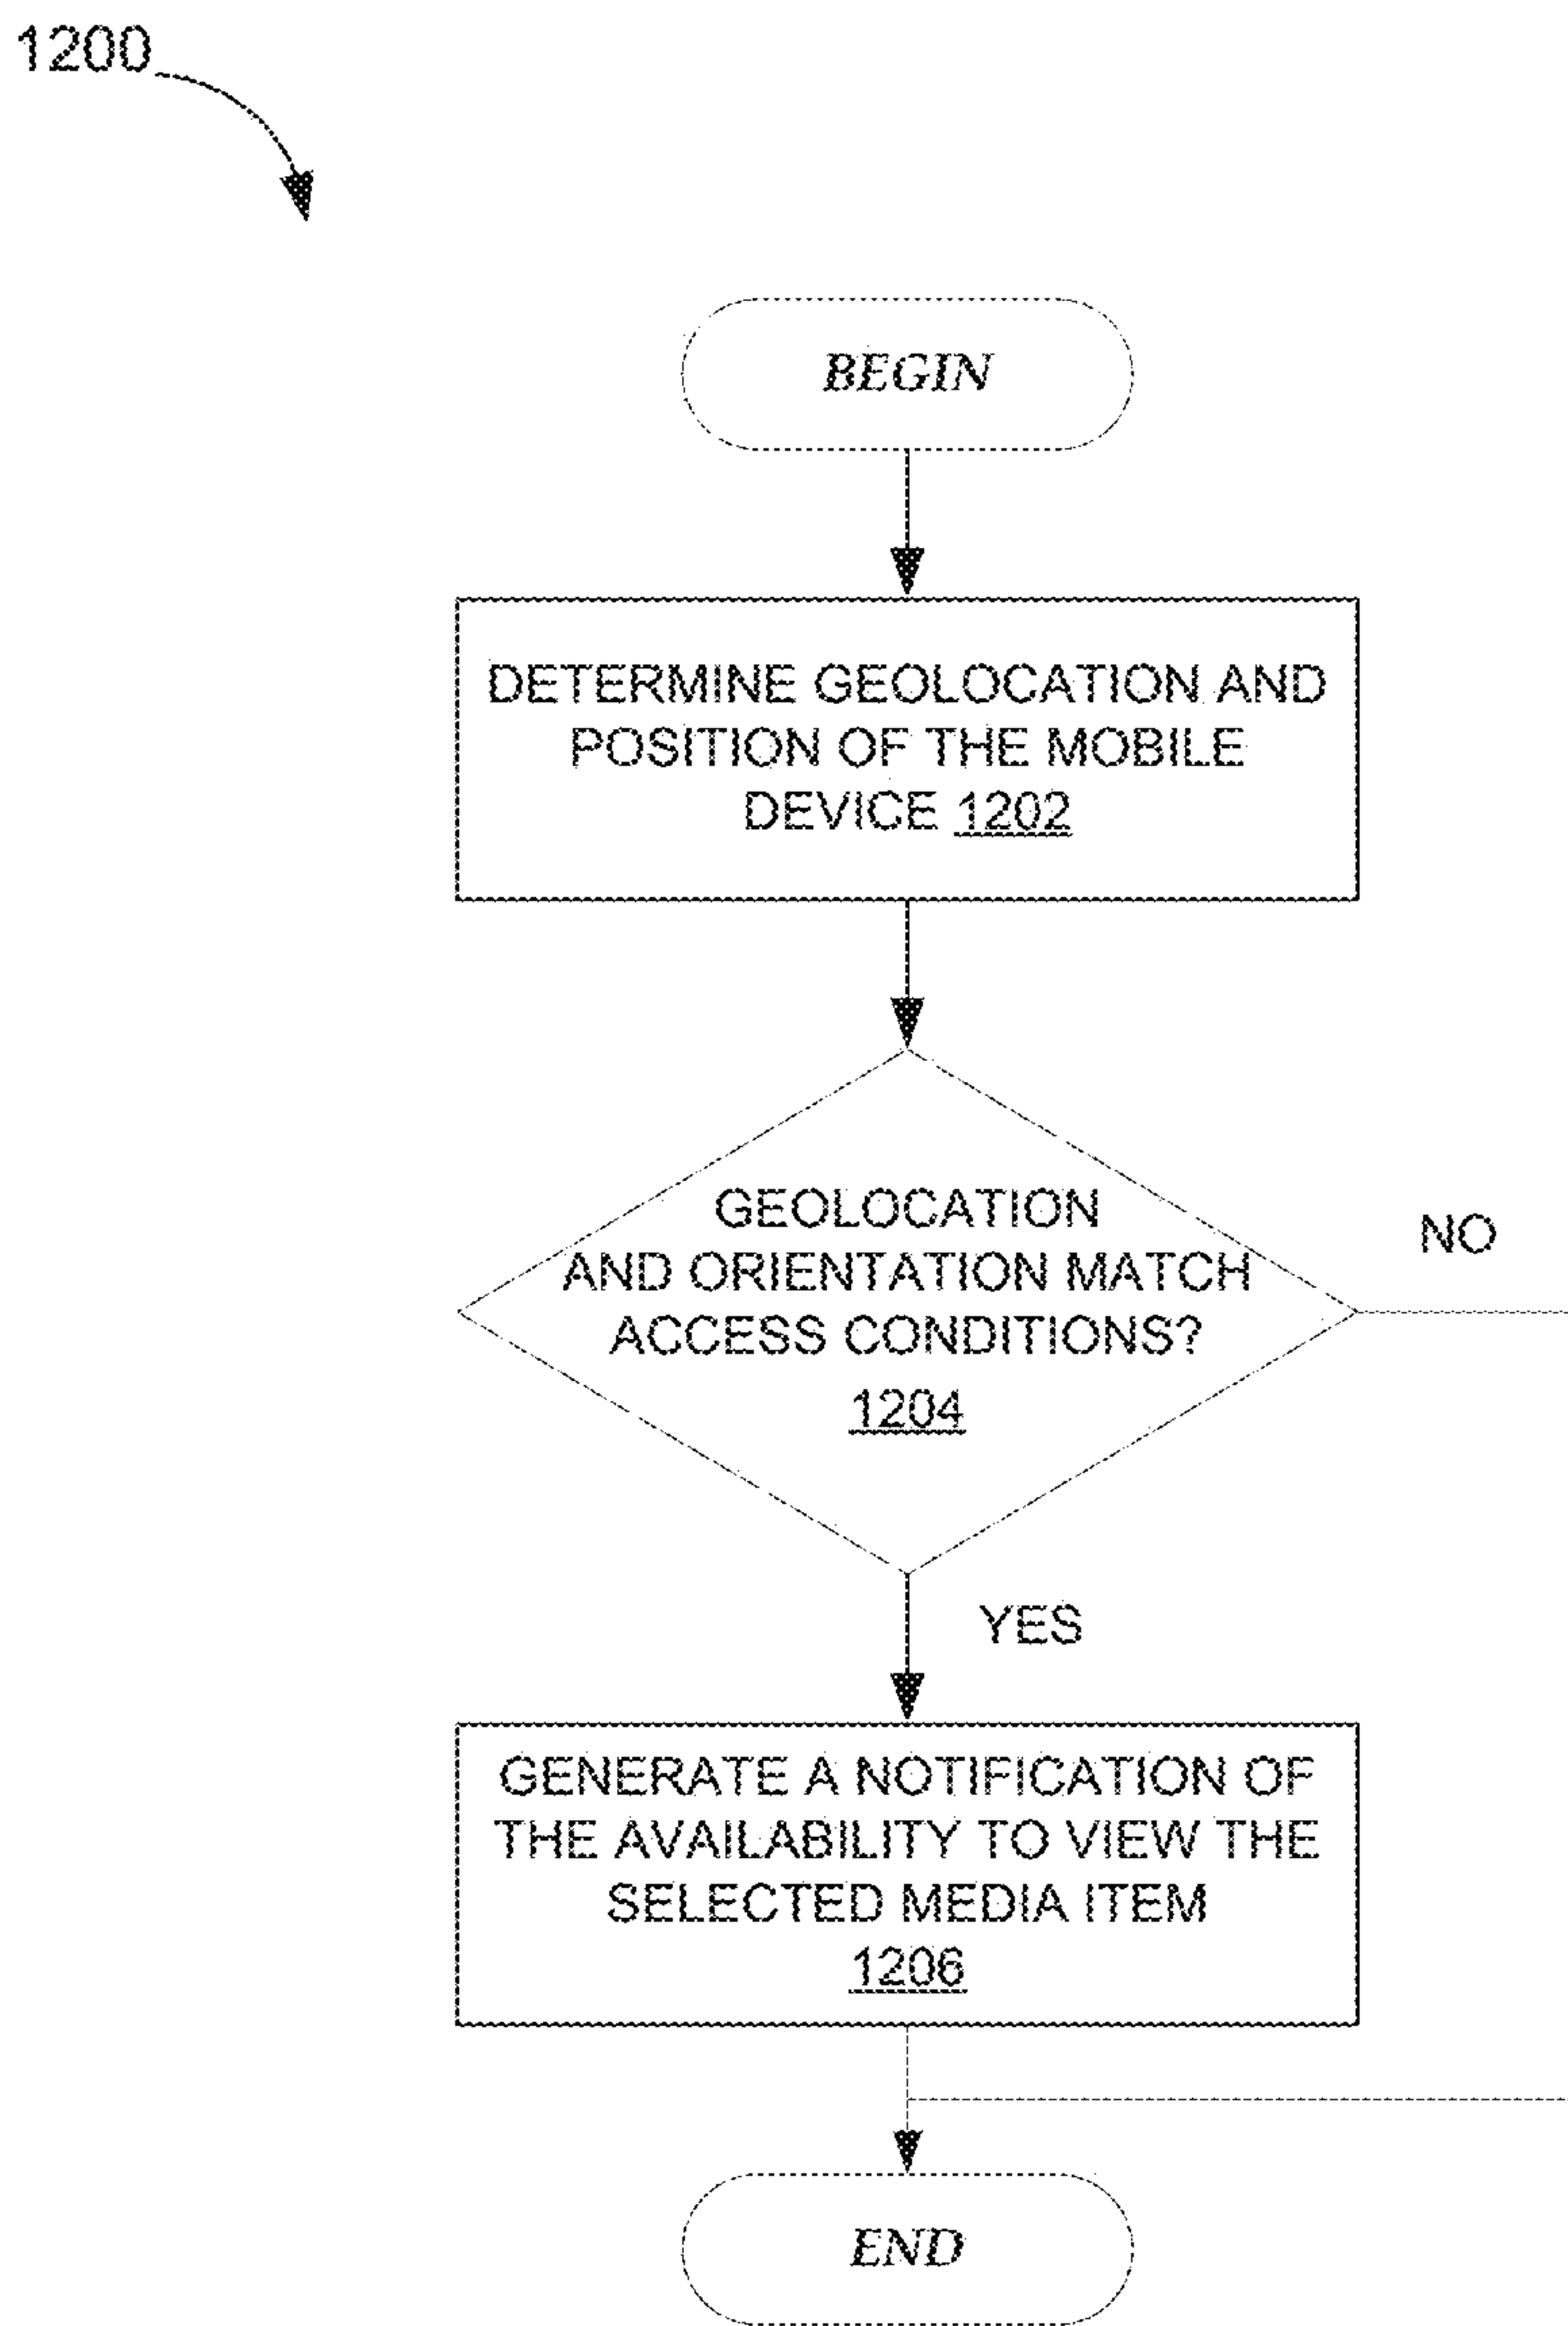 1200
BEGIN
DETERMINE GEOLOCATION AND
POSITION OF THE MOBILE
DEVICE 1202
GEOLOCATION
AND ORIENTATION MATCH
ACCESS CONDITIONS?
1204
NO
YES
GENERATE A NOTIFICATION OF
THE AVAILABILITY TO VIEW THE
SELECTED MEDIA ITEM
1206
END